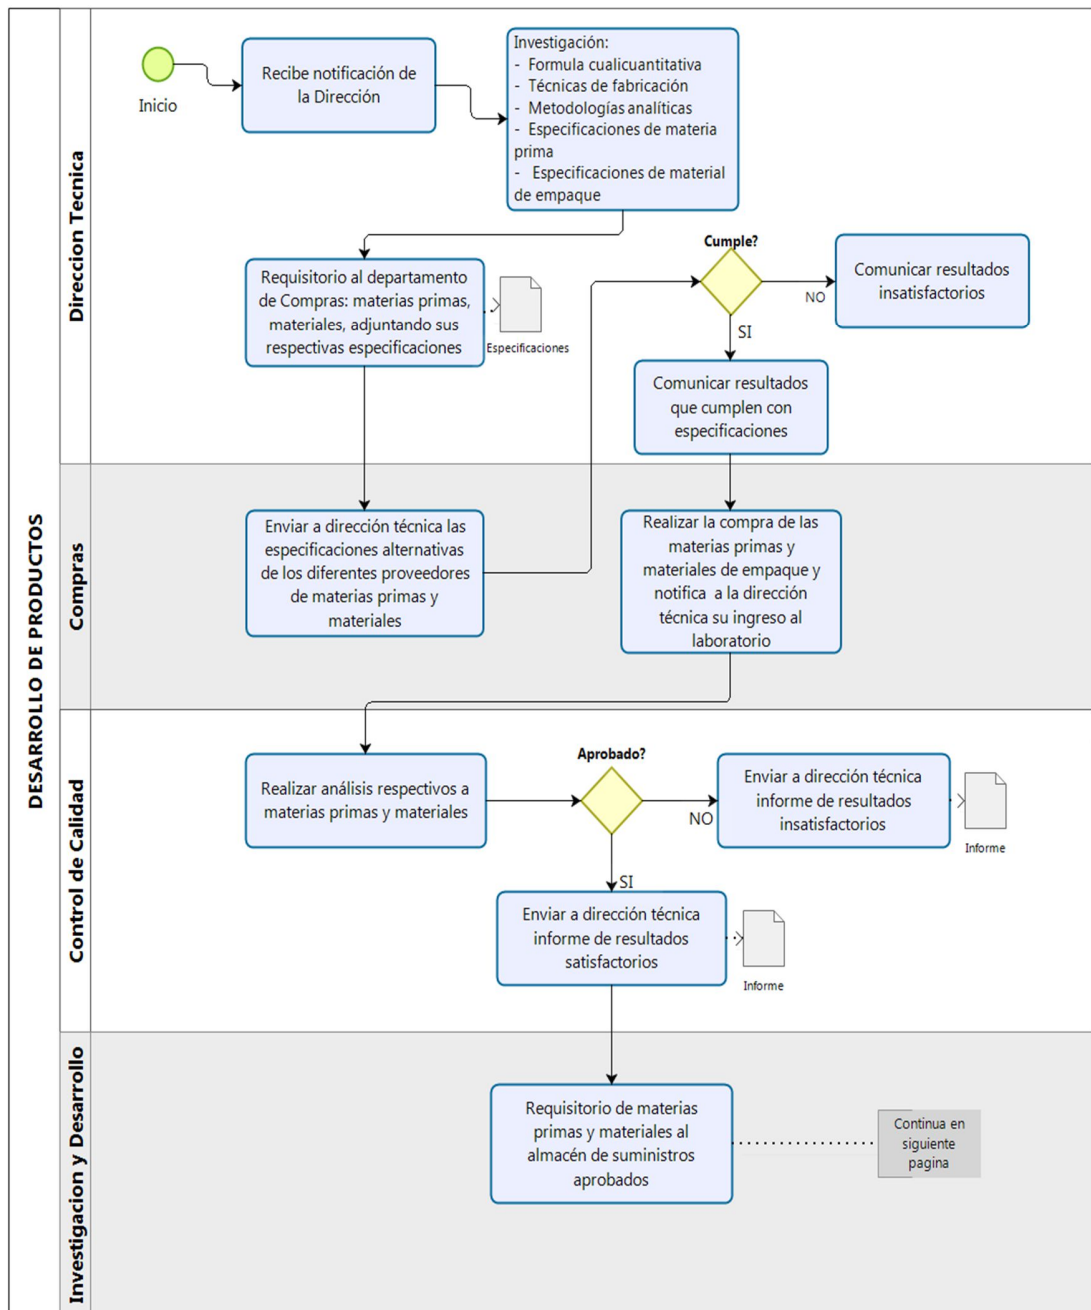 DESARROLLO DE PRODUCTOS
Direccion Tecnica
Inicio
Recibe notificación de
la Dirección
Investigación:
- Formula cualicuantitativa
- Técnicas de fabricación
- Metodologías analíticas
- Especificaciones de materia
prima
- Especificaciones de material
de empaque
Requisitorio al departamento
de Compras: materias primas,
materiales, adjuntando sus
respectivas especificaciones
Especificaciones
Cumple?
NO
Comunicar resultados
insatisfactorios
SI
Comunicar resultados
que cumplen con
especificaciones
Compras
Enviar a dirección técnica las
especificaciones alternativas
de los diferentes proveedores
de materias primas y
materiales
Realizar la compra de las
materias primas y
materiales de empaque y
notifica a la dirección
técnica su ingreso al
laboratorio
Control de Calidad
Realizar análisis respectivos a
materias primas y materiales
Aprobado?
NO
Enviar a dirección técnica
informe de resultados
insatisfactorios
Informe
SI
Enviar a dirección técnica
informe de resultados
satisfactorios
Informe
Investigacion y Desarrollo
Requisitorio de materias
primas y materiales al
almacén de suministros
aprobados
Continua en
siguiente
pagina